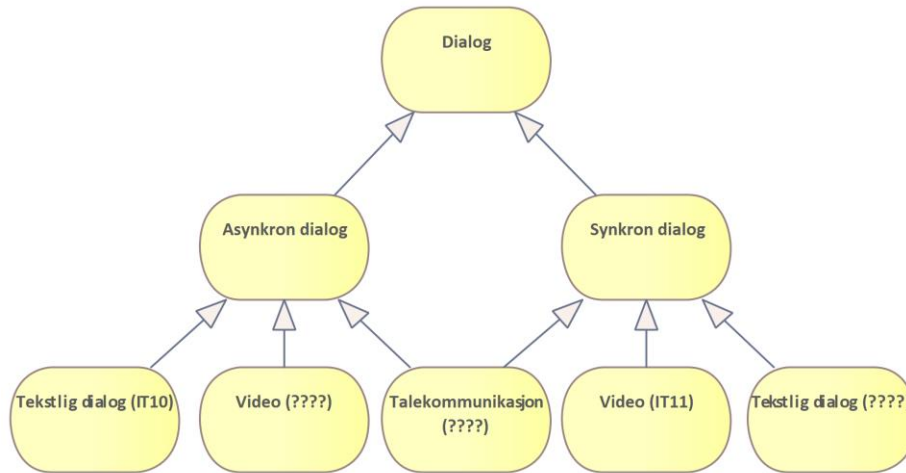 Dialog
Asynkron dialog
Synkron dialog
Tekstlig dialog (IT10)
Video (????)
Talekommunikasjon
(????)
Video (IT11)
Tekstlig dialog (????